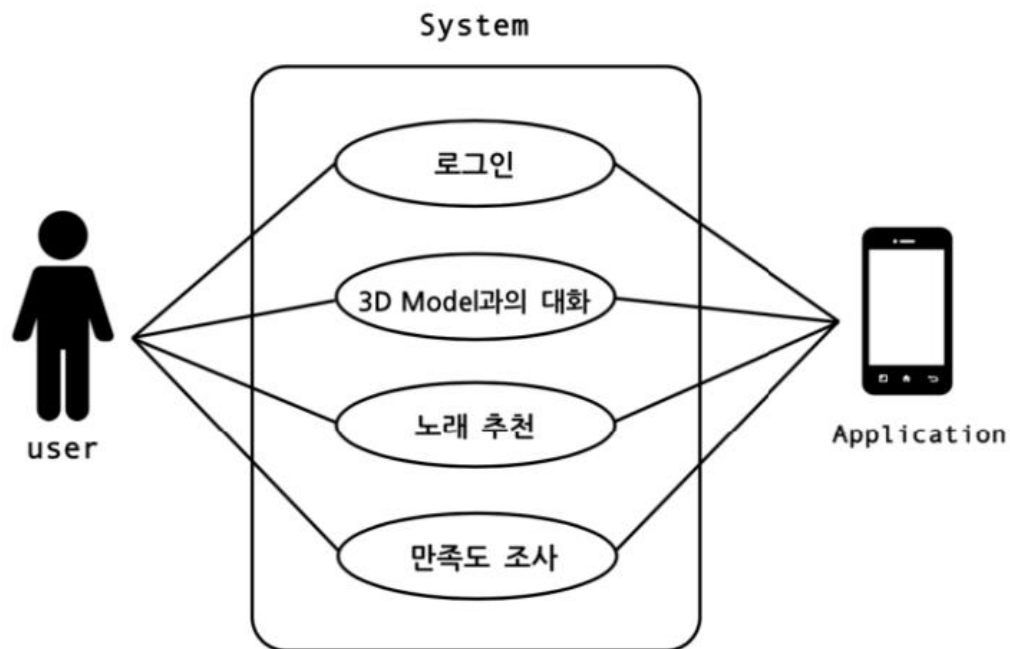 System
로그인
3D Model과의 대화
노래 추천
만족도 조사
user
Application